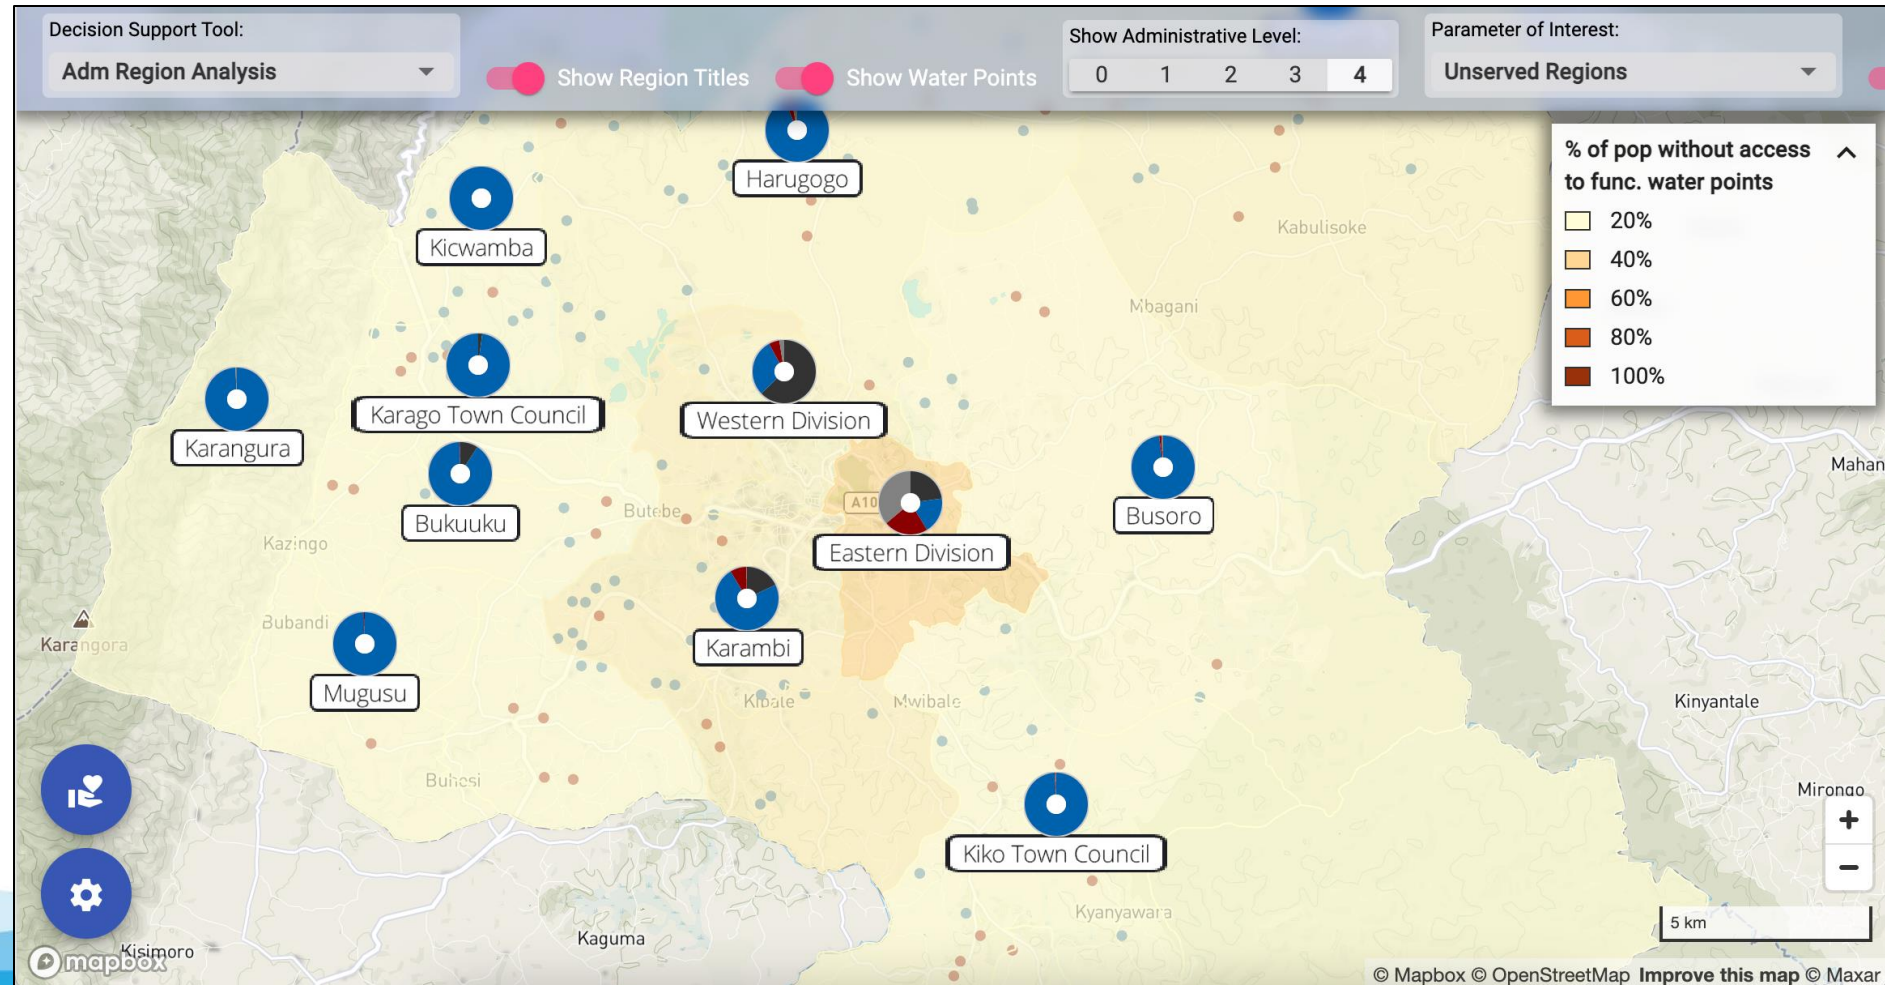 Decision Support Tool:
Adm Region Analysis
Show Region Titles
Show Water Points
Show Administrative Level:
0 1 2 3 4
Parameter of Interest:
Unserved Regions
% of pop without access
to func. water points
20%
40%
60%
80%
100%
Harugogo
Kicwamba
Kabulisoke
Mbagani
Karago Town Council
Western Division
Karangura
Mahan
Bukuuku
Butebe
A10
Busoro
Kazingo
Eastern Division
Bubandi
Karangora
Karambi
Mugusu
Kibale
Mwibale
Kinyantale
Buhesi
Mirongo
Kiko Town Council
Kyanyawara
5 km
Kaguma
Kisimoro
mapbox
© Mapbox © OpenStreetMap Improve this map © Maxar